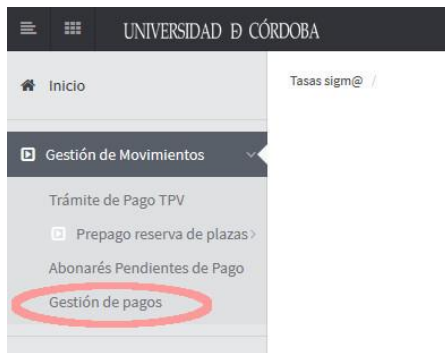 UNIVERSIDAD Ð CÓRDOBA
Inicio
Tasas sigm@ /
Gestión de Movimientos
Trámite de Pago TPV
Prepago reserva de plazas
Abonarés Pendientes de Pago
Gestión de pagos